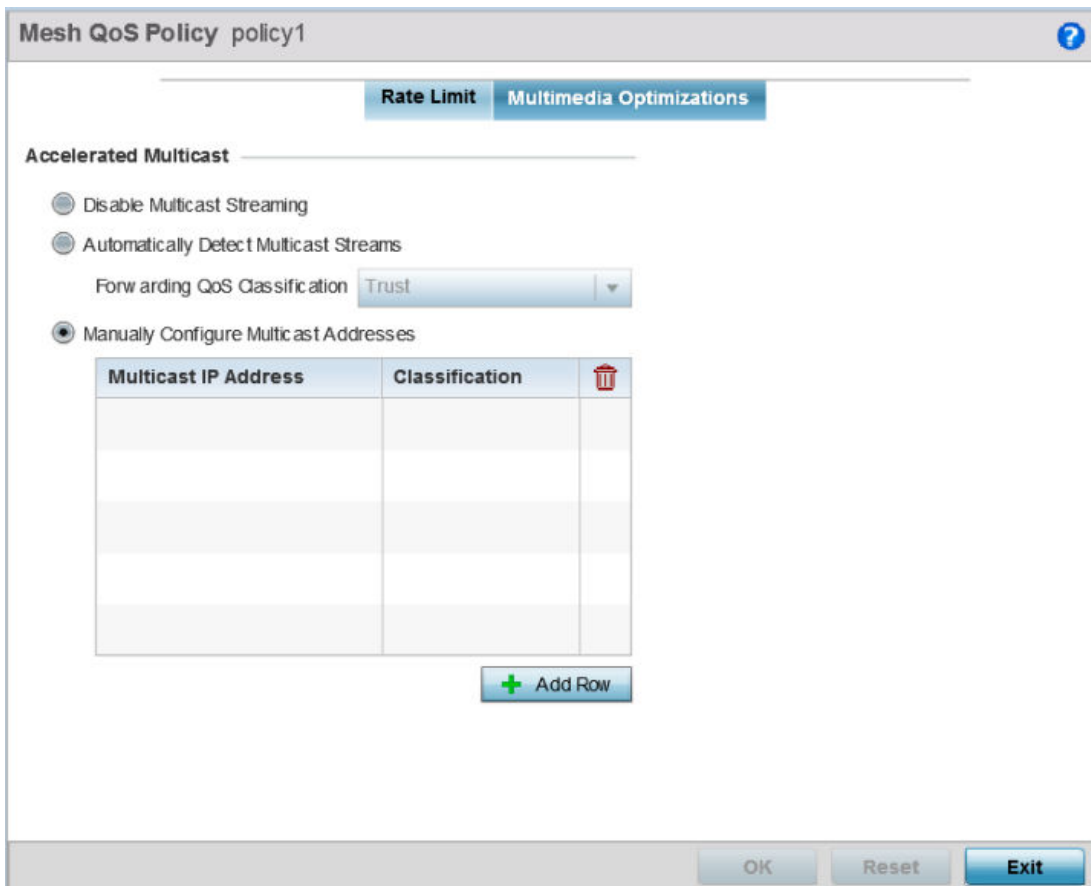 Mesh QoS Policy policy1
?
Rate Limit
Multimedia Optimizations
Accelerated Multicast
Disable Multicast Streaming
Automatically Detect Multicast Streams
Forwarding QoS Classification Trust
Manually Configure Multicast Addresses
Multicast IP Address Classification
Add Row
OK Reset Exit